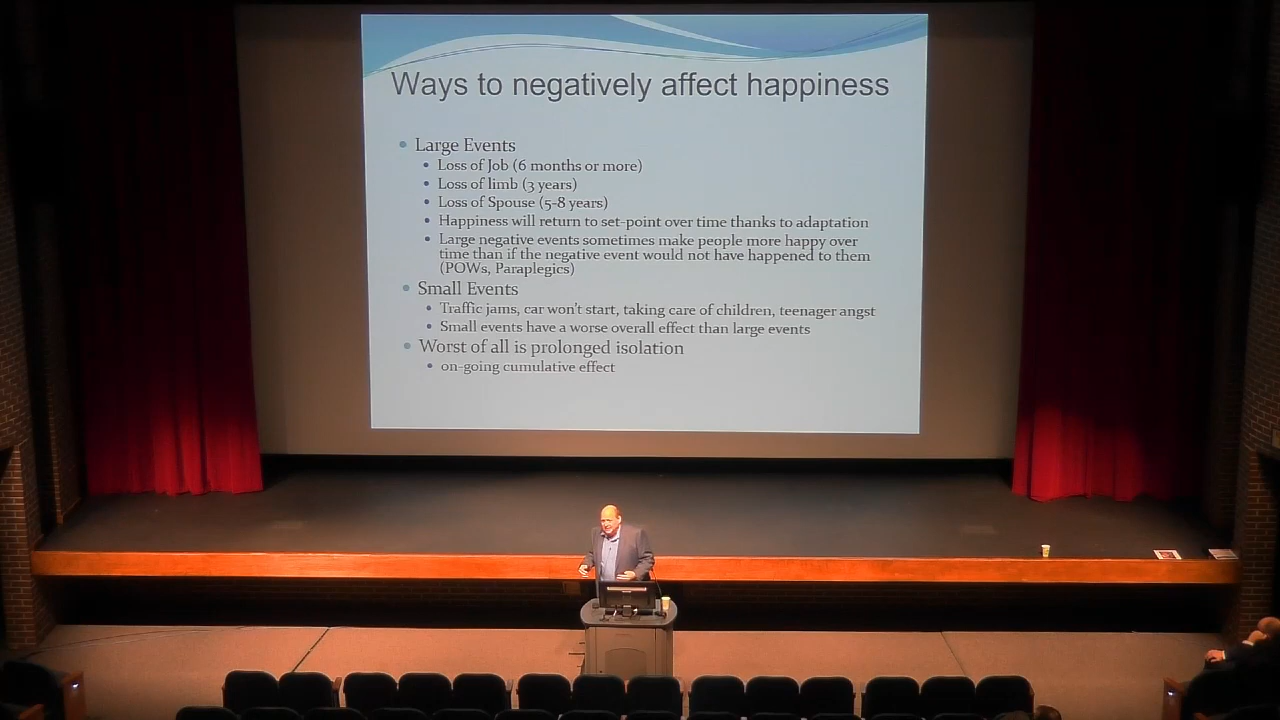 Ways to negatively affect happiness
• Large Events
• Loss of Job (6 months or more)
• Loss of limb (3 years)
• Loss of Spouse (5-8 years)
• Happiness will return to set-point over time thanks to adaptation
• Large negative events sometimes make people more happy over
time than if the negative event would not have happened to them
(POWs, Paraplegics)
• Small Events
• Traffic jams, car won't start, taking care of children, teenager angst
• Small events have a worse overall effect than large events
• Worst of all is prolonged isolation
• on-going cumulative effect